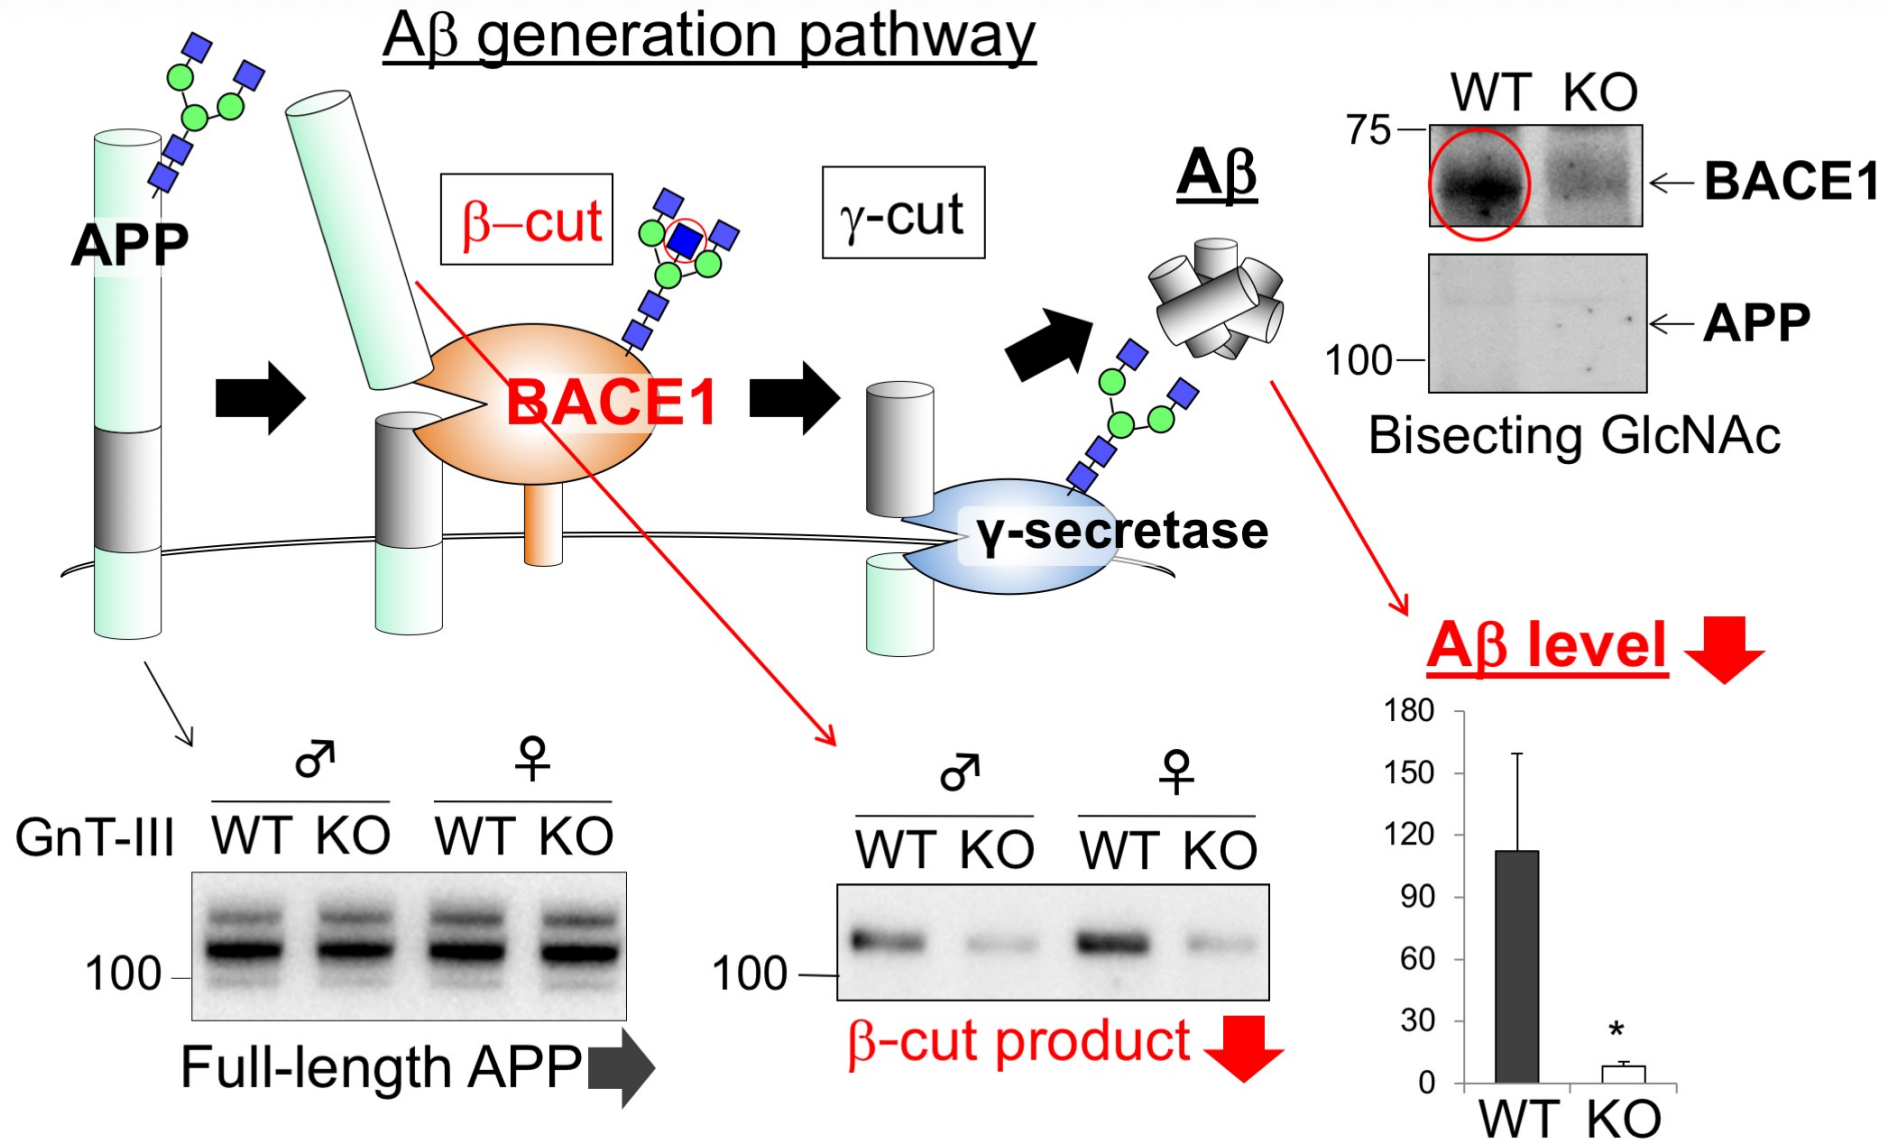 Aβ generation pathway
APP
β–cut
BACE1
γ-cut
γ-secretase
Aβ
WT KO
75
BACE1
APP
100
Bisecting GlcNAc
♂ ♀
GnT-III WT KO WT KO
100
Full-length APP
♂ ♀
WT KO WT KO
100
β-cut product
Aβ level
180
150
120
90
60
30
0
*
WT KO